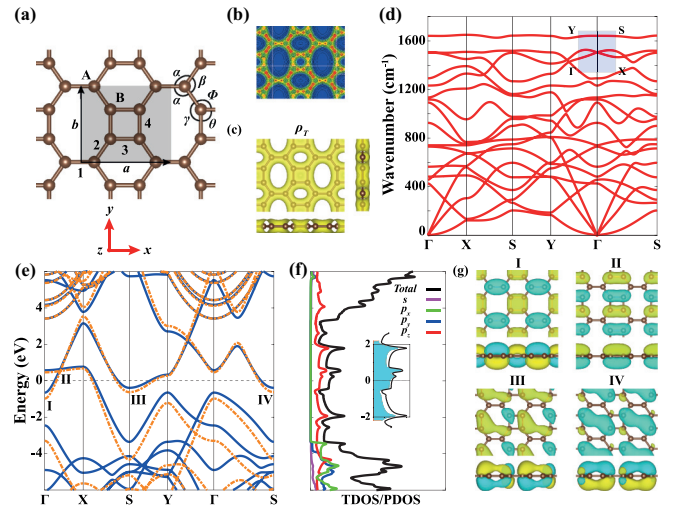 (a)
A
α
β
α
B
Φ
b
4
γ
θ
2
3
1
a
y
z
x
(b)
(c)
ρT
(d)
Wavenumber (cm⁻¹)
1600
1200
800
400
0
Y
S
I
X
Γ
X
S
Y
Γ
S
(e)
Energy (eV)
4
2
0
-2
-4
I
II
III
IV
Γ
X
S
Y
Γ
S
(f)
Total
s
px
py
pz
2
0
-2
TDOS/PDOS
(g)
I
II
III
IV